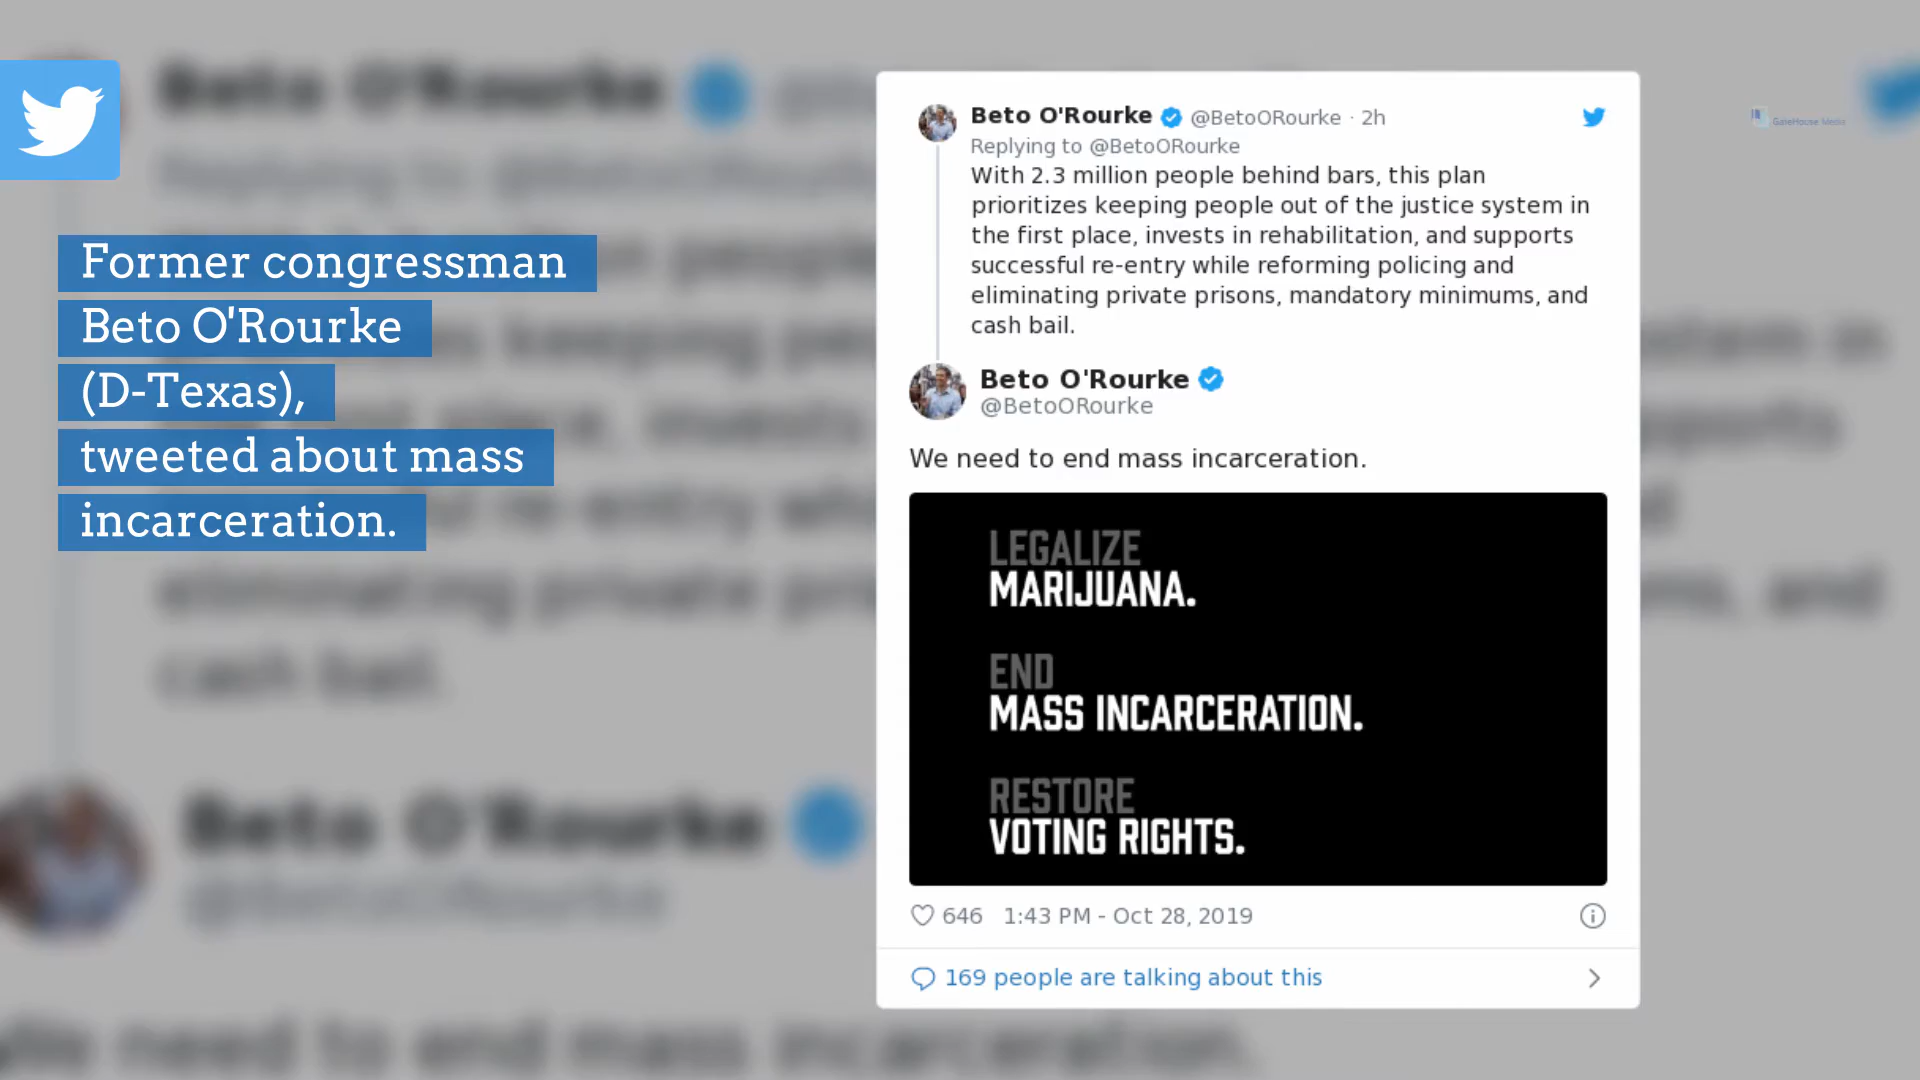 Former congressman
Beto O'Rourke
(D-Texas),
tweeted about mass
incarceration.
Beto O'Rourke @BetoORourke · 2h
Replying to @BetoORourke
With 2.3 million people behind bars, this plan
prioritizes keeping people out of the justice system in
the first place, invests in rehabilitation, and supports
successful re-entry while reforming policing and
eliminating private prisons, mandatory minimums, and
cash bail.
Beto O'Rourke
@BetoORourke
We need to end mass incarceration.
LEGALIZE
MARIJUANA.
END
MASS INCARCERATION.
RESTORE
VOTING RIGHTS.
646 1:43 PM - Oct 28, 2019
169 people are talking about this
GateHouse Media